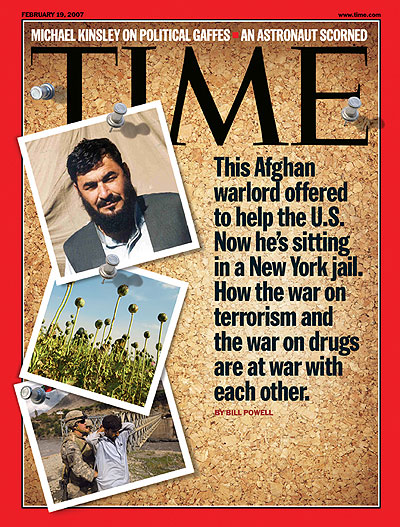 FEBRUARY 19, 2007
www.time.com
MICHAEL KINSLEY ON POLITICAL GAFFES • AN ASTRONAUT SCORNED
TIME
This Afghan
warlord offered
to help the U.S.
Now he's sitting
in a New York jail.
How the war on
terrorism and
the war on drugs
are at war with
each other.
BY BILL POWELL